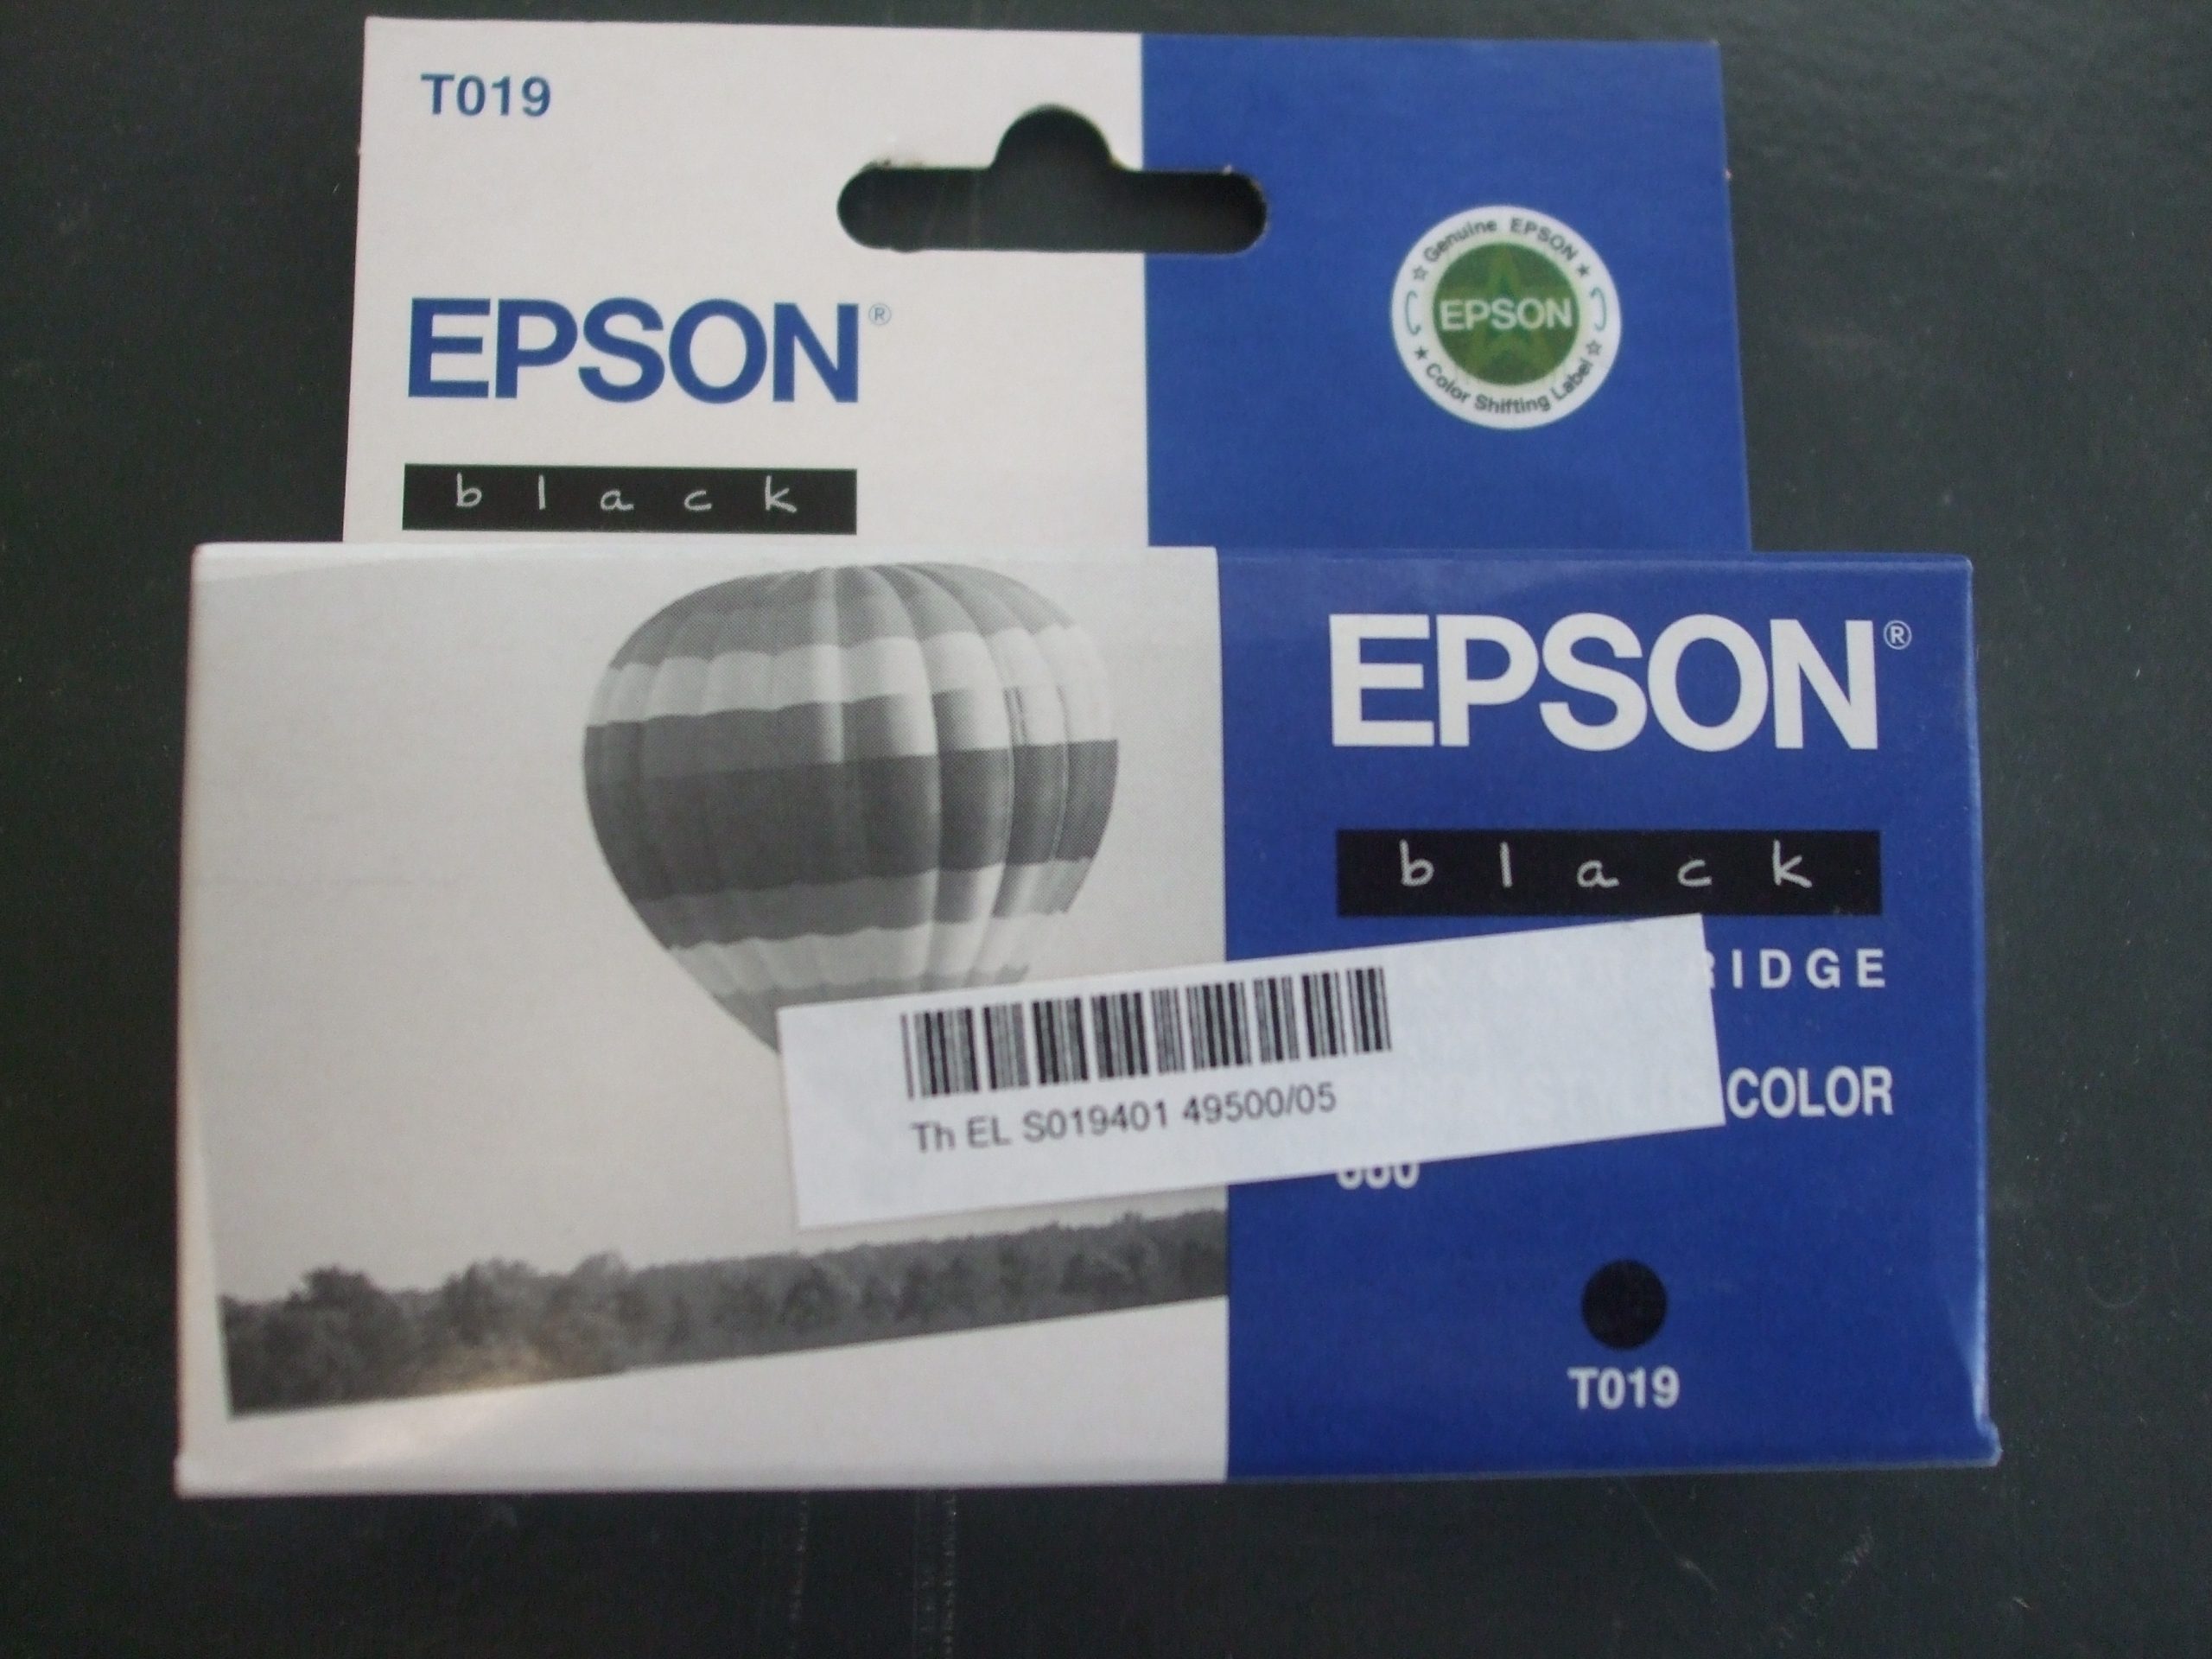 T019
EPSON®
black
Genuine EPSON
EPSON
Color Shifting Label
EPSON®
black
RIDGE
COLOR
Th EL S019401 49500/05
T019